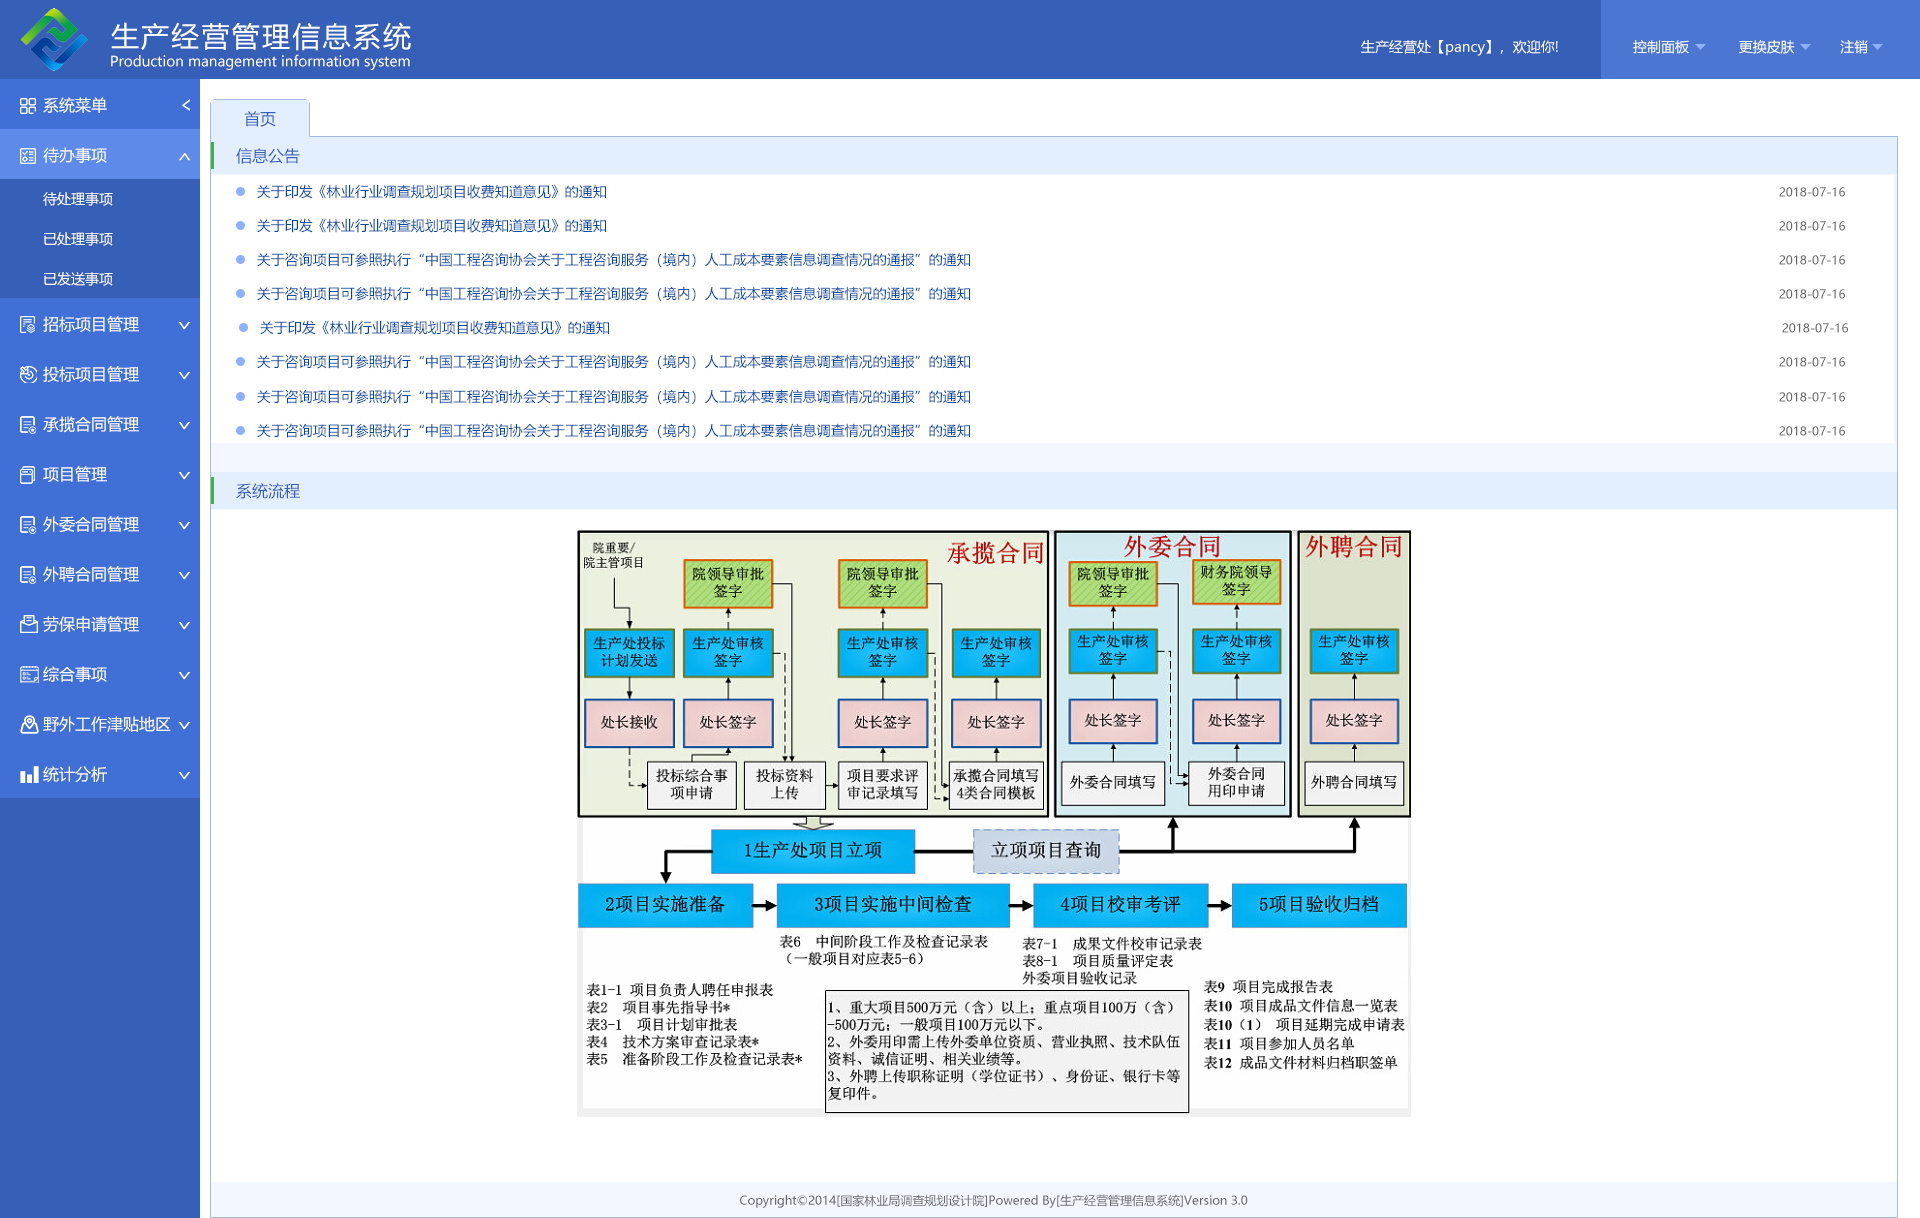 生产经营管理信息系统
Production management information system
生产经营处【pancy】，欢迎你!
控制面板
更换皮肤
注销
系统菜单
待办事项
待处理事项
已处理事项
已发送事项
招标项目管理
投标项目管理
承揽合同管理
项目管理
外委合同管理
外聘合同管理
劳保申请管理
综合事项
野外工作津贴地区
统计分析
首页
信息公告
关于印发《林业行业调查规划项目收费知道意见》的通知 2018-07-16
关于印发《林业行业调查规划项目收费知道意见》的通知 2018-07-16
关于咨询项目可参照执行“中国工程咨询协会关于工程咨询服务（境内）人工成本要素信息调查情况的通报”的通知 2018-07-16
关于咨询项目可参照执行“中国工程咨询协会关于工程咨询服务（境内）人工成本要素信息调查情况的通报”的通知 2018-07-16
关于印发《林业行业调查规划项目收费知道意见》的通知 2018-07-16
关于咨询项目可参照执行“中国工程咨询协会关于工程咨询服务（境内）人工成本要素信息调查情况的通报”的通知 2018-07-16
关于咨询项目可参照执行“中国工程咨询协会关于工程咨询服务（境内）人工成本要素信息调查情况的通报”的通知 2018-07-16
关于咨询项目可参照执行“中国工程咨询协会关于工程咨询服务（境内）人工成本要素信息调查情况的通报”的通知 2018-07-16
系统流程
承揽合同
院重要/
院主管项目
院领导审批
签字
院领导审批
签字
生产处投标
计划发送
生产处审核
签字
生产处审核
签字
生产处审核
签字
处长接收
处长签字
处长签字
处长签字
投标综合事
项申请
投标资料
上传
项目要求评
审记录填写
承揽合同填写
4类合同模板
外委合同
院领导审批
签字
财务院领导
签字
生产处审核
签字
生产处审核
签字
处长签字
处长签字
外委合同填写
外委合同
用印申请
外聘合同
生产处审核
签字
处长签字
外聘合同填写
1生产处项目立项
立项项目查询
2项目实施准备
3项目实施中间检查
4项目校审考评
5项目验收归档
表6 中间阶段工作及检查记录表
（一般项目对应表5-6）
表7-1 成果文件校审记录表
表8-1 项目质量评定表
外委项目验收记录
表1-1 项目负责人聘任申报表
表2 项目事先指导书*
表3-1 项目计划审批表
表4 技术方案审查记录表*
表5 准备阶段工作及检查记录表*
1、重大项目500万元（含）以上；重点项目100万（含）
-500万元；一般项目100万元以下。
2、外委用印需上传外委单位资质、营业执照、技术队伍
资料、诚信证明、相关业绩等。
3、外聘上传职称证明（学位证书）、身份证、银行卡等
复印件。
表9 项目完成报告表
表10 项目成品文件信息一览表
表10（1） 项目延期完成申请表
表11 项目参加人员名单
表12 成品文件材料归档职签单
Copyright©2014[国家林业局调查规划设计院]Powered By[生产经营管理信息系统]Version 3.0